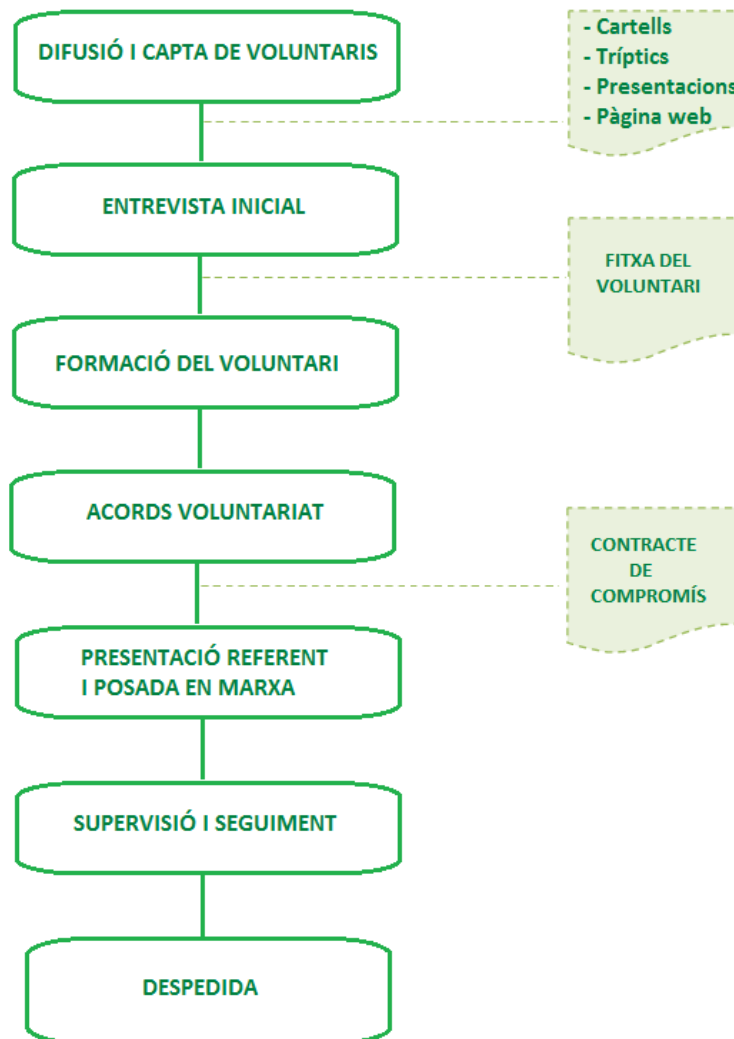 DIFUSIÓ I CAPTA DE VOLUNTARIS
- Cartells
- Tríptics
- Presentacions
- Pàgina web
ENTREVISTA INICIAL
FITXA DEL
VOLUNTARI
FORMACIÓ DEL VOLUNTARI
ACORDS VOLUNTARIAT
CONTRACTE
DE
COMPROMÍS
PRESENTACIÓ REFERENT
I POSADA EN MARXA
SUPERVISIÓ I SEGUIMENT
DESPEDIDA